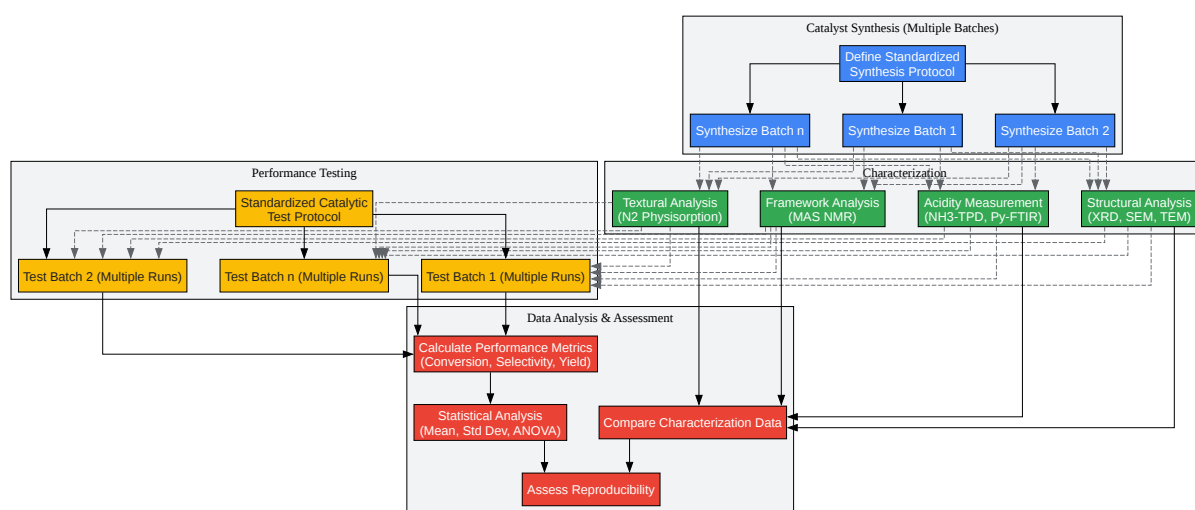 Catalyst Synthesis (Multiple Batches)
Define Standardized
Synthesis Protocol
Synthesize Batch n
Synthesize Batch 1
Synthesize Batch 2
Performance Testing
Characterization
Standardized Catalytic
Test Protocol
Textural Analysis
(N2 Physisorption)
Framework Analysis
(MAS NMR)
Acidity Measurement
(NH3-TPD, Py-FTIR)
Structural Analysis
(XRD, SEM, TEM)
Test Batch 2 (Multiple Runs)
Test Batch n (Multiple Runs)
Test Batch 1 (Multiple Runs)
Data Analysis & Assessment
Calculate Performance Metrics
(Conversion, Selectivity, Yield)
Statistical Analysis
(Mean, Std Dev, ANOVA)
Compare Characterization Data
Assess Reproducibility